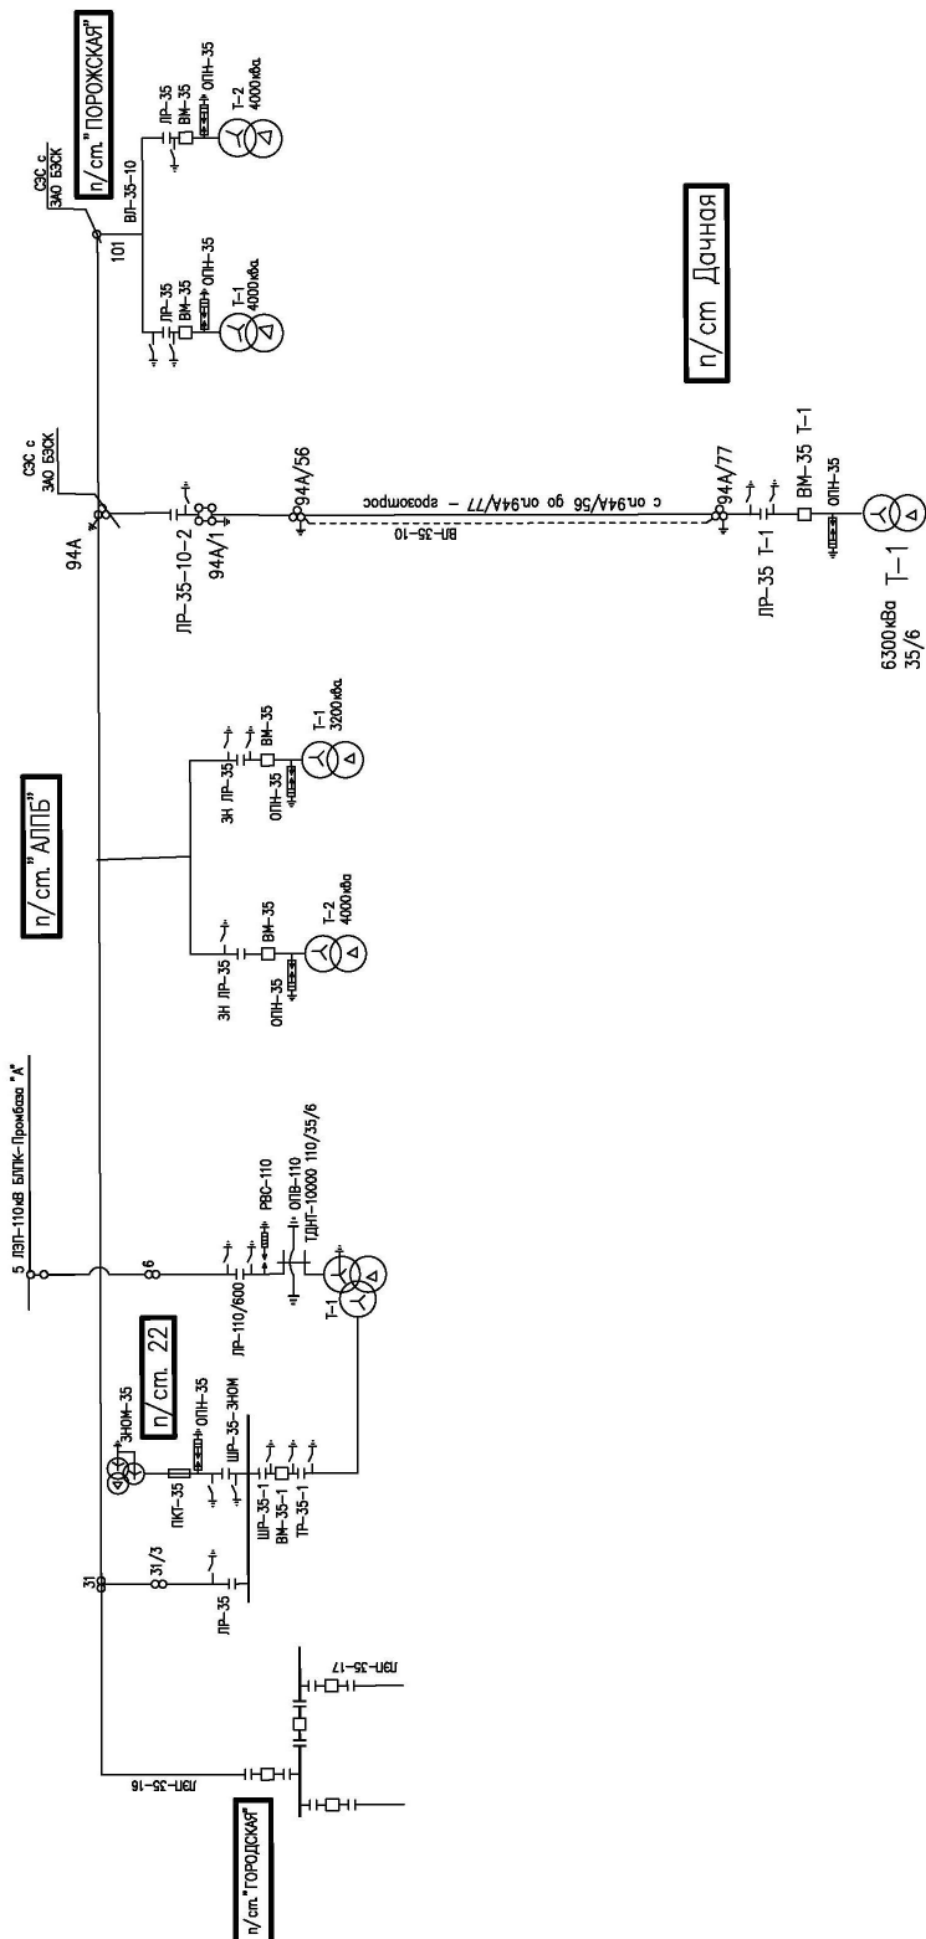 п/ст."ГОРОДСКАЯ"
ЛЭП-35-16
ЛЭП-35-17
31
31/3
ЛР-35
ЗНОМ-35
п/ст. 22
ПКТ-35
ОПН-35
ШР-35-ЗНОМ
ШР-35-1
ВМ-35-1
ТР-35-1
5 ЛЭП-110кВ БЛПК-Промбаза "А"
6
ЛР-110/600
РВС-110
ОПВ-110
ТДНТ-10000 110/35/6
Т-1
п/ст."АЛПБ"
ЗН ЛР-35
ВМ-35
ОПН-35
Т-2
4000ква
ЗН ЛР-35
ВМ-35
ОПН-35
Т-1
3200ква
СЭС с
ЗАО БЭСК
94А
ЛР-35-10-2
94А/1
94А/56
ВЛ-35-10
с оп.94А/56 до оп.94А/77 - грозотрос
94А/77
ЛР-35 Т-1
ВМ-35 Т-1
ОПН-35
6300кВа Т-1
35/6
п/ст Дачная
СЭС с
ЗАО БЭСК
п/ст."ПОРОЖСКАЯ"
101
ВЛ-35-10
ЛР-35
ВМ-35
ОПН-35
Т-1
4000ква
ЛР-35
ВМ-35
ОПН-35
Т-2
4000ква